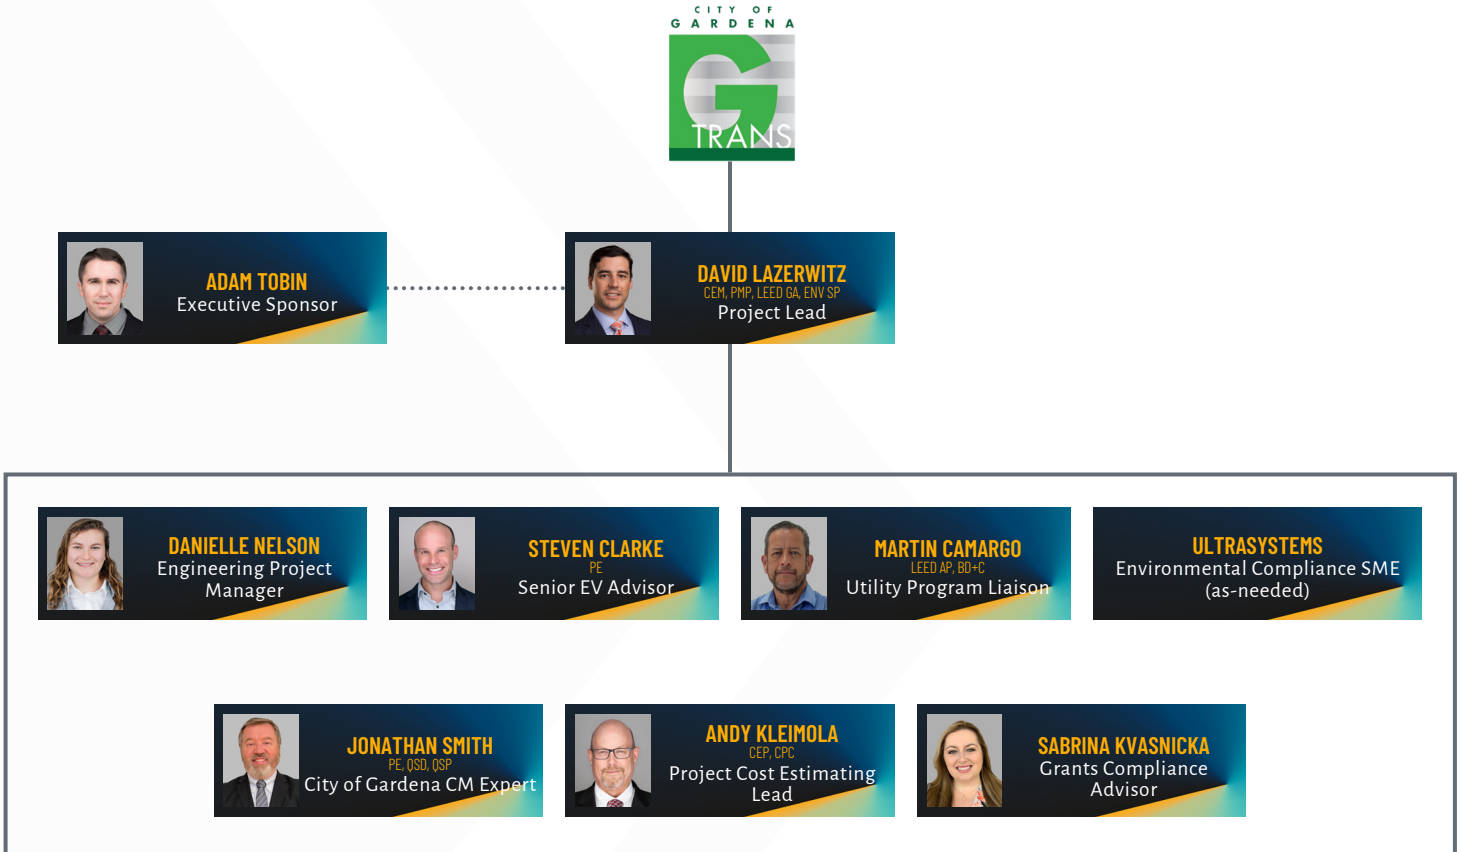 CITY OF
GARDENA
G
TRANS
ADAM TOBIN
Executive Sponsor
DAVID LAZERWITZ
CEM, PMP, LEED GA, ENV SP
Project Lead
DANIELLE NELSON
Engineering Project
Manager
STEVEN CLARKE
PE
Senior EV Advisor
MARTIN CAMARGO
LEED AP, BD+C
Utility Program Liaison
ULTRASYSTEMS
Environmental Compliance SME
(as-needed)
JONATHAN SMITH
PE, QSD, QSP
City of Gardena CM Expert
ANDY KLEIMOLA
CEP, CPC
Project Cost Estimating
Lead
SABRINA KVASNICKA
Grants Compliance
Advisor